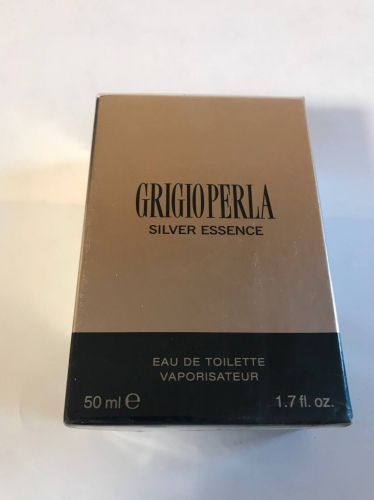 GRIGIOPERLA
SILVER ESSENCE
EAU DE TOILETTE
VAPORISATEUR
50 ml ℮ 1.7 fl. oz.